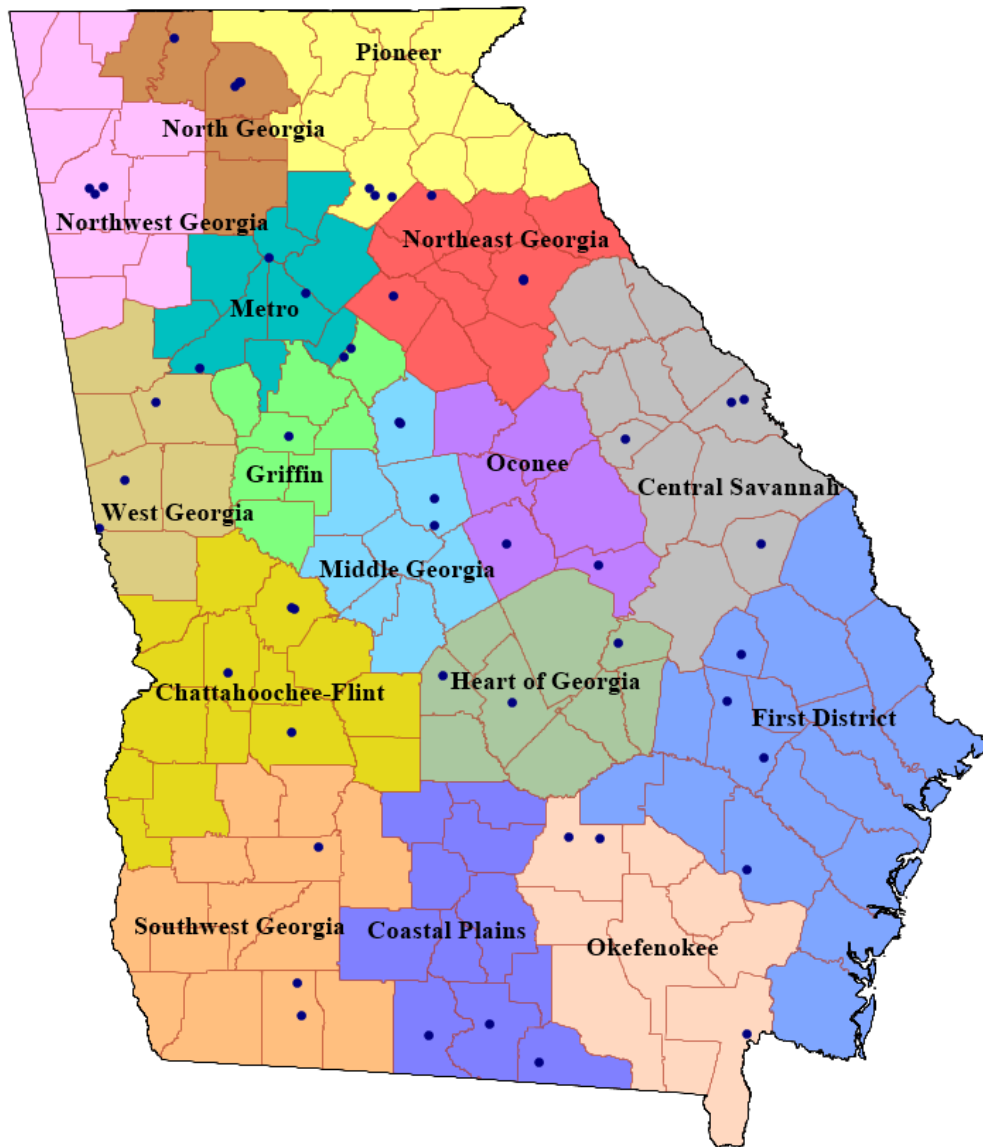 Pioneer
North Georgia
Northwest Georgia
Northeast Georgia
Metro
Griffin
Oconee
Central Savannah
West Georgia
Middle Georgia
Chattahoochee-Flint
Heart of Georgia
First District
Southwest Georgia
Coastal Plains
Okefenokee